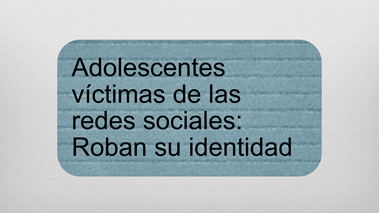 Adolescentes
víctimas de las
redes sociales:
Roban su identidad